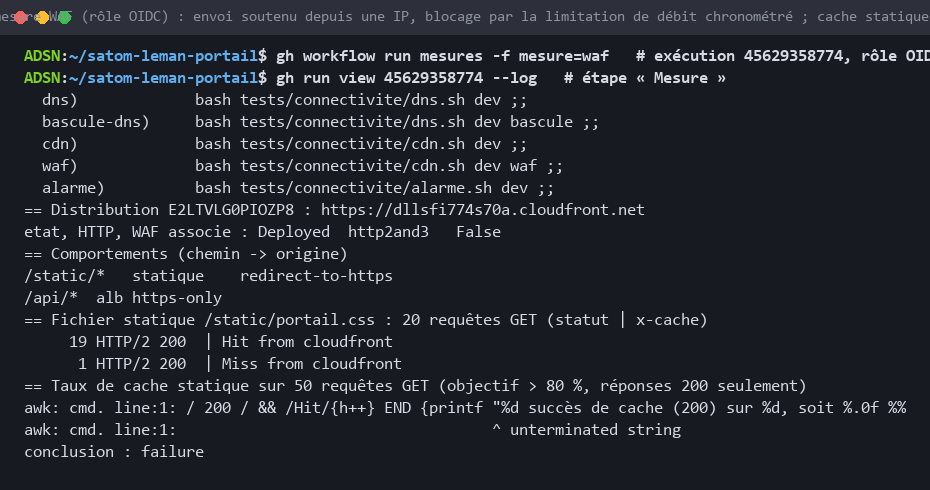 mesure WAF (rôle OIDC) : envoi soutenu depuis une IP, blocage par la limitation de débit chronométré ; cache statique
ADSN:~/satom-leman-portail$ gh workflow run mesures -f mesure=waf   # exécution 45629358774, rôle OID
ADSN:~/satom-leman-portail$ gh run view 45629358774 --log   # étape « Mesure »
  dns)             bash tests/connectivite/dns.sh dev ;;
  bascule-dns)     bash tests/connectivite/dns.sh dev bascule ;;
  cdn)             bash tests/connectivite/cdn.sh dev ;;
  waf)             bash tests/connectivite/cdn.sh dev waf ;;
  alarme)          bash tests/connectivite/alarme.sh dev ;;
== Distribution E2LTVLG0PIOZP8 : https://dllsfi774s70a.cloudfront.net
etat, HTTP, WAF associe : Deployed  http2and3   False
== Comportements (chemin -> origine)
/static/*   statique    redirect-to-https
/api/*  alb https-only
== Fichier statique /static/portail.css : 20 requêtes GET (statut | x-cache)
     19 HTTP/2 200  | Hit from cloudfront
      1 HTTP/2 200  | Miss from cloudfront
== Taux de cache statique sur 50 requêtes GET (objectif > 80 %, réponses 200 seulement)
awk: cmd. line:1: / 200 / && /Hit/{h++} END {printf "%d succès de cache (200) sur %d, soit %.0f %%
awk: cmd. line:1:                                   ^ unterminated string
conclusion : failure